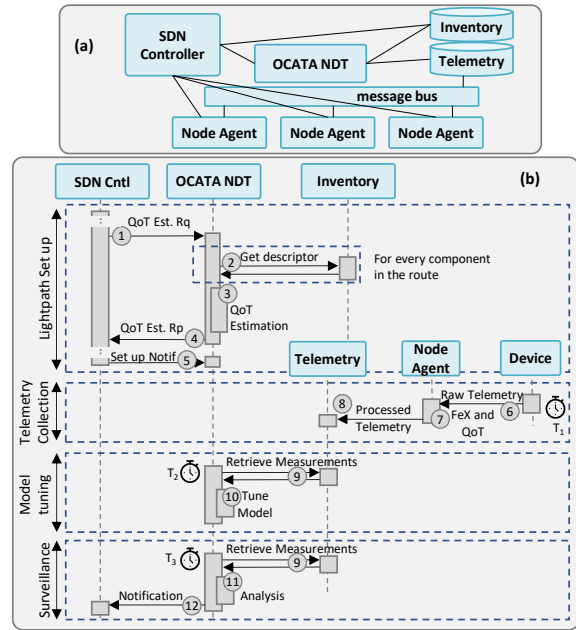 (a)
SDN
Controller
OCATA NDT
Inventory
Telemetry
message bus
Node Agent
Node Agent
Node Agent
(b)
SDN Cntl
OCATA NDT
Inventory
Lightpath Set up
QoT Est. Rq
1
2
Get descriptor
For every component
in the route
3
QoT
Estimation
QoT Est. Rp
4
Set up Notif
5
Telemetry
Node
Agent
Device
Telemetry
Collection
8
Processed
Telemetry
Raw Telemetry
7
FeX and
QoT
6
T1
Model
tuning
T2
Retrieve Measurements
9
10
Tune
Model
Surveillance
T3
Retrieve Measurements
9
11
Analysis
Notification
12